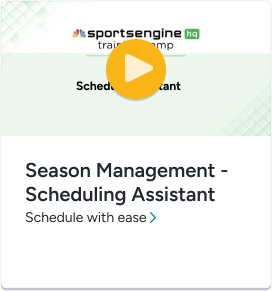 sportsengine hq
Season Management -
Scheduling Assistant
Schedule with ease